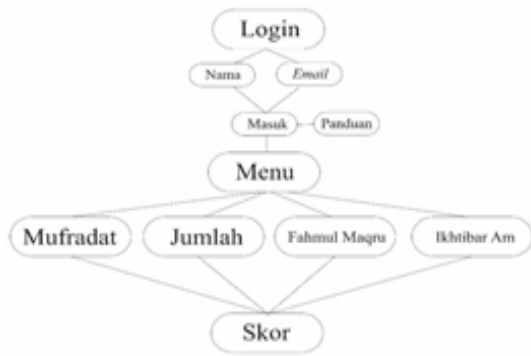 Login
Nama
Email
Masuk
Panduan
Menu
Mufradat
Jumlah
Fahmul Maqru
Ikhtibar Am
Skor